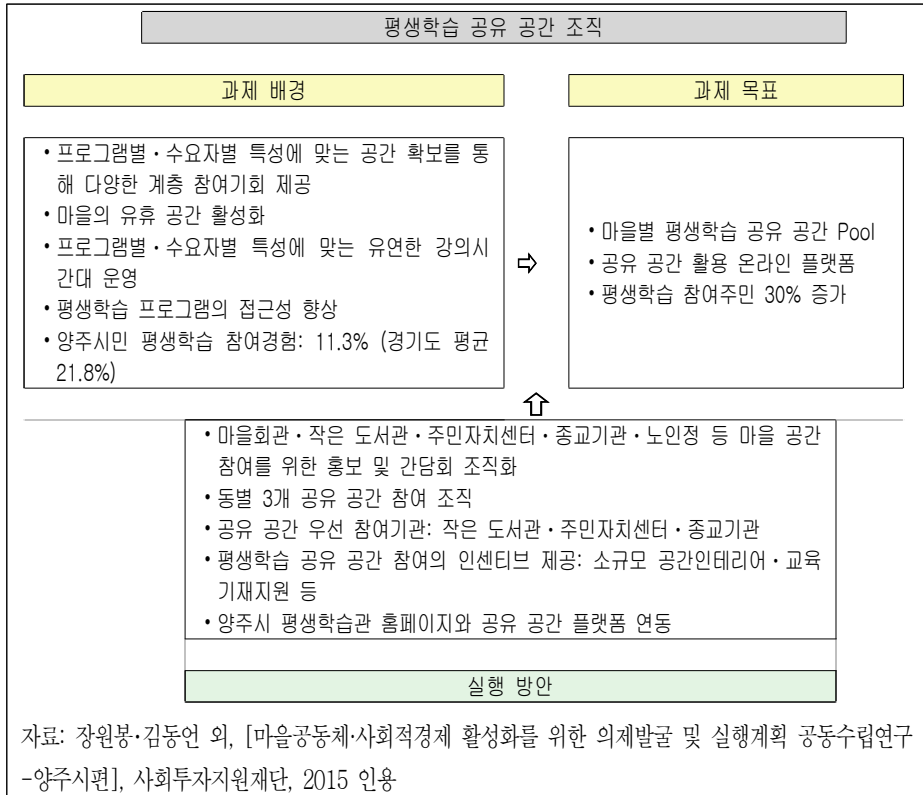 평생학습 공유 공간 조직
과제 배경
• 프로그램별・수요자별 특성에 맞는 공간 확보를 통
해 다양한 계층 참여기회 제공
• 마을의 유휴 공간 활성화
• 프로그램별・수요자별 특성에 맞는 유연한 강의시
간대 운영
• 평생학습 프로그램의 접근성 향상
• 양주시민 평생학습 참여경험: 11.3% (경기도 평균
21.8%)
⇨
과제 목표
• 마을별 평생학습 공유 공간 Pool
• 공유 공간 활용 온라인 플랫폼
• 평생학습 참여주민 30% 증가
⇧
• 마을회관・작은 도서관・주민자치센터・종교기관・노인정 등 마을 공간
참여를 위한 홍보 및 간담회 조직화
• 동별 3개 공유 공간 참여 조직
• 공유 공간 우선 참여기관: 작은 도서관・주민자치센터・종교기관
• 평생학습 공유 공간 참여의 인센티브 제공: 소규모 공간인테리어・교육
기재지원 등
• 양주시 평생학습관 홈페이지와 공유 공간 플랫폼 연동
실행 방안
자료: 장원봉·김동언 외, [마을공동체·사회적경제 활성화를 위한 의제발굴 및 실행계획 공동수립연구
-양주시편], 사회투자지원재단, 2015 인용